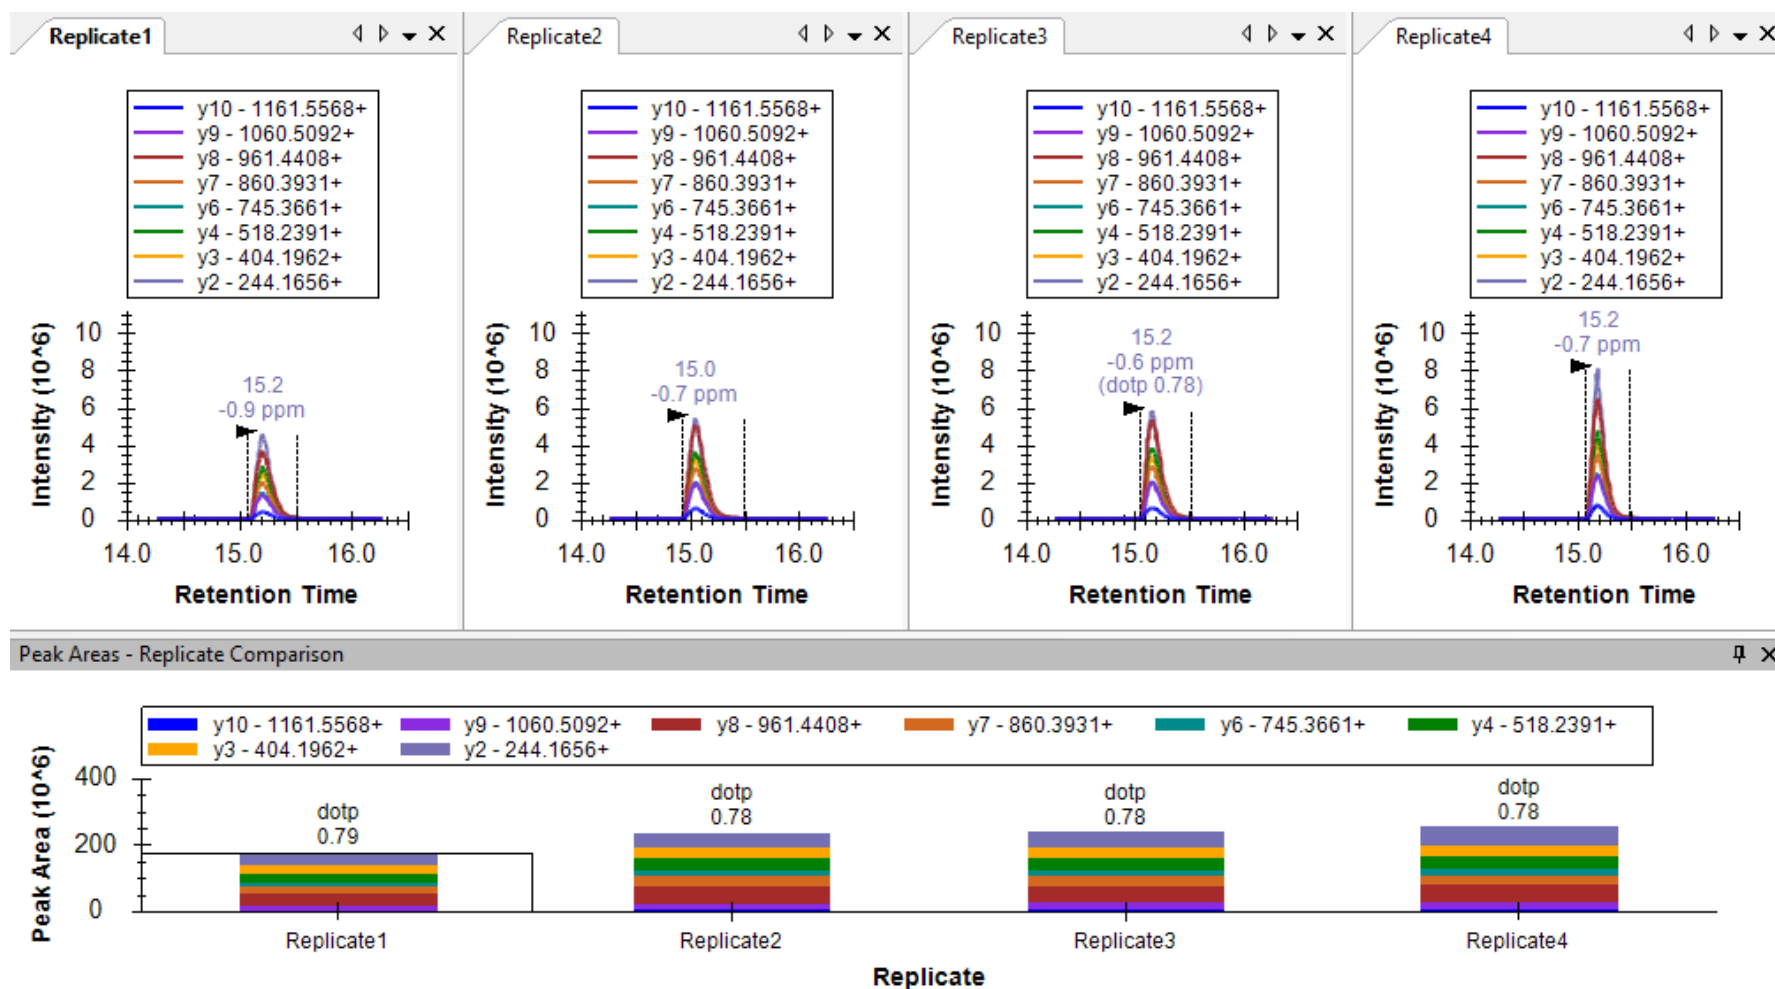 Replicate1
y10 - 1161.5568+
y9 - 1060.5092+
y8 - 961.4408+
y7 - 860.3931+
y6 - 745.3661+
y4 - 518.2391+
y3 - 404.1962+
y2 - 244.1656+
15.2
-0.9 ppm
Intensity (10^6)
10
8
6
4
2
0
14.0 15.0 16.0
Retention Time
Replicate2
y10 - 1161.5568+
y9 - 1060.5092+
y8 - 961.4408+
y7 - 860.3931+
y6 - 745.3661+
y4 - 518.2391+
y3 - 404.1962+
y2 - 244.1656+
15.0
-0.7 ppm
Intensity (10^6)
10
8
6
4
2
0
14.0 15.0 16.0
Retention Time
Replicate3
y10 - 1161.5568+
y9 - 1060.5092+
y8 - 961.4408+
y7 - 860.3931+
y6 - 745.3661+
y4 - 518.2391+
y3 - 404.1962+
y2 - 244.1656+
15.2
-0.6 ppm
(dotp 0.78)
Intensity (10^6)
10
8
6
4
2
0
14.0 15.0 16.0
Retention Time
Replicate4
y10 - 1161.5568+
y9 - 1060.5092+
y8 - 961.4408+
y7 - 860.3931+
y6 - 745.3661+
y4 - 518.2391+
y3 - 404.1962+
y2 - 244.1656+
15.2
-0.7 ppm
Intensity (10^6)
10
8
6
4
2
0
14.0 15.0 16.0
Retention Time
Peak Areas - Replicate Comparison
y10 - 1161.5568+ y9 - 1060.5092+ y8 - 961.4408+ y7 - 860.3931+ y6 - 745.3661+ y4 - 518.2391+
y3 - 404.1962+ y2 - 244.1656+
Peak Area (10^6)
400
200
0
dotp
0.79
dotp
0.78
dotp
0.78
dotp
0.78
Replicate1 Replicate2 Replicate3 Replicate4
Replicate